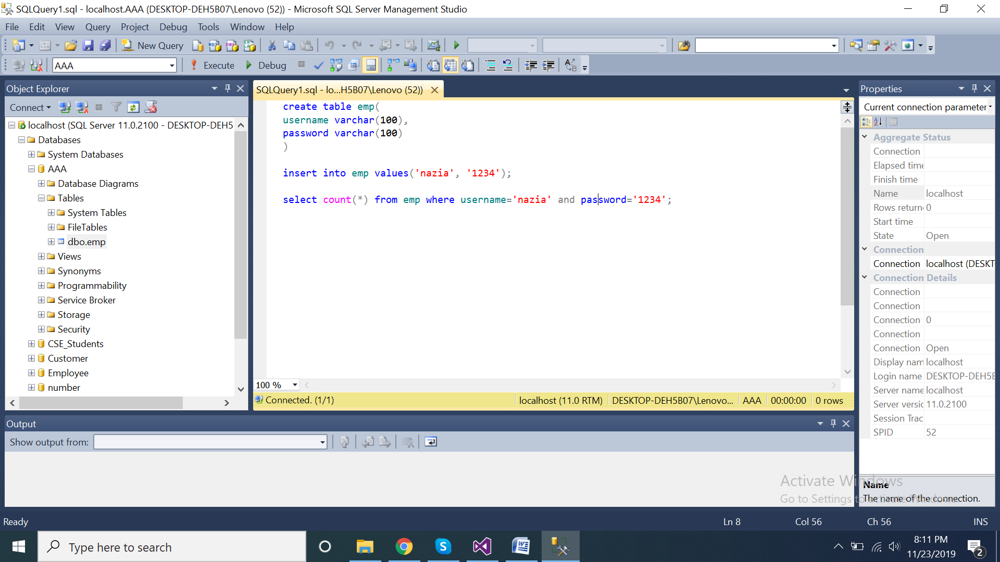 SQLQuery1.sql - localhost.AAA (DESKTOP-DEH5B07\Lenovo (52)) - Microsoft SQL Server Management Studio
File Edit View Query Project Debug Tools Window Help
New Query
AAA Execute Debug
Object Explorer
Connect
localhost (SQL Server 11.0.2100 - DESKTOP-DEH5
Databases
System Databases
AAA
Database Diagrams
Tables
System Tables
FileTables
dbo.emp
Views
Synonyms
Programmability
Service Broker
Storage
Security
CSE_Students
Customer
Employee
number
SQLQuery1.sql - lo...H5B07\Lenovo (52))
create table emp(
username varchar(100),
password varchar(100)
)
insert into emp values('nazia', '1234');
select count(*) from emp where username='nazia' and password='1234';
100 %
Connected. (1/1) localhost (11.0 RTM) DESKTOP-DEH5B07\Lenovo... AAA 00:00:00 0 rows
Properties
Current connection parameter
Aggregate Status
Connection
Elapsed time
Finish time
Name localhost
Rows return 0
Start time
State Open
Connection
Connection localhost (DESKT
Connection Details
Connection
Connection
Connection 0
Connection
Connection Open
Display nam localhost
Login name DESKTOP-DEH5B
Server name localhost
Server versic 11.0.2100
Session Trac
SPID 52
Name
The name of the connection.
Output
Show output from:
Activate Windows
Go to Settings to activate Windows.
Ready Ln 8 Col 56 Ch 56 INS
Type here to search
8:11 PM
11/23/2019
2